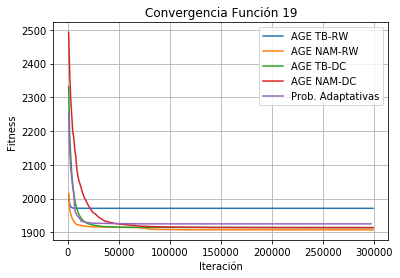 Convergencia Función 19
AGE TB-RW
AGE NAM-RW
AGE TB-DC
AGE NAM-DC
Prob. Adaptativas
Fitness
2500
2400
2300
2200
2100
2000
1900
0 50000 100000 150000 200000 250000 300000
Iteración